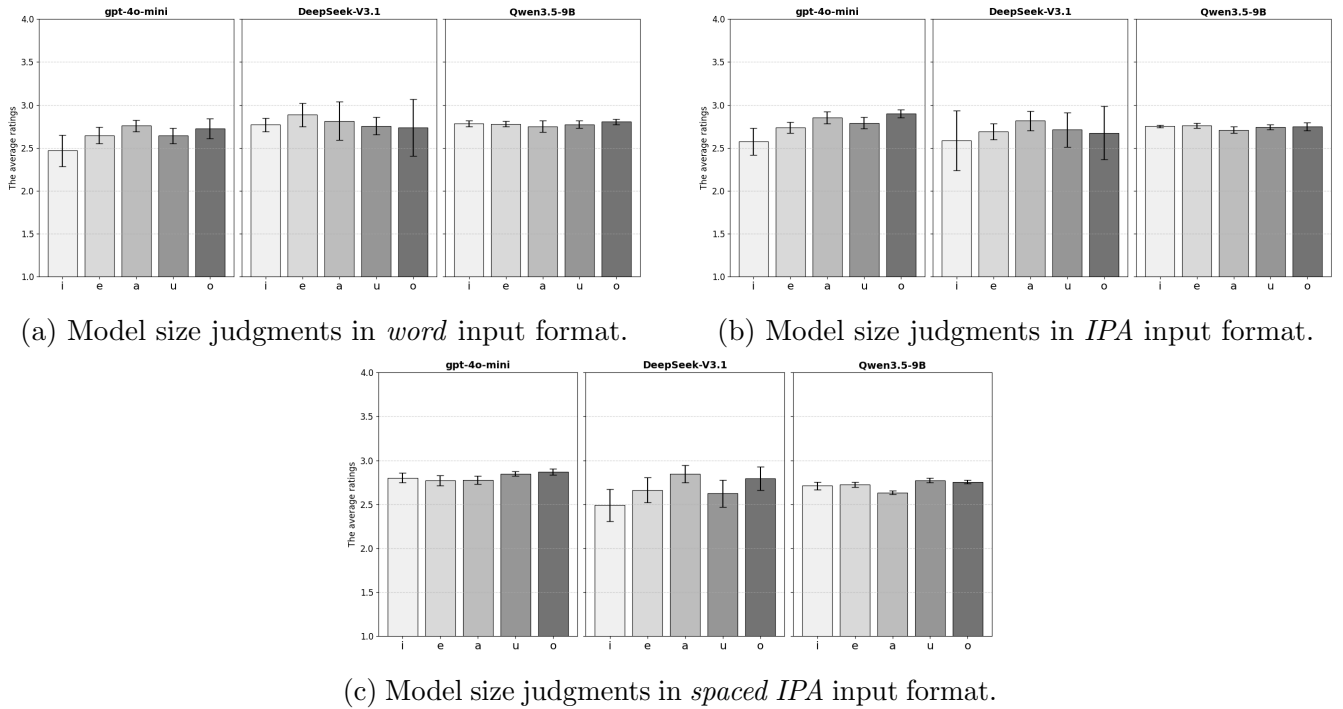 gpt-4o-mini DeepSeek-V3.1 Qwen3.5-9B
4.0
3.5
3.0
2.5
2.0
1.5
1.0
The average ratings
i e a u o i e a u o i e a u o
(a) Model size judgments in word input format.
gpt-4o-mini DeepSeek-V3.1 Qwen3.5-9B
4.0
3.5
3.0
2.5
2.0
1.5
1.0
The average ratings
i e a u o i e a u o i e a u o
(b) Model size judgments in IPA input format.
gpt-4o-mini DeepSeek-V3.1 Qwen3.5-9B
4.0
3.5
3.0
2.5
2.0
1.5
1.0
The average ratings
i e a u o i e a u o i e a u o
(c) Model size judgments in spaced IPA input format.